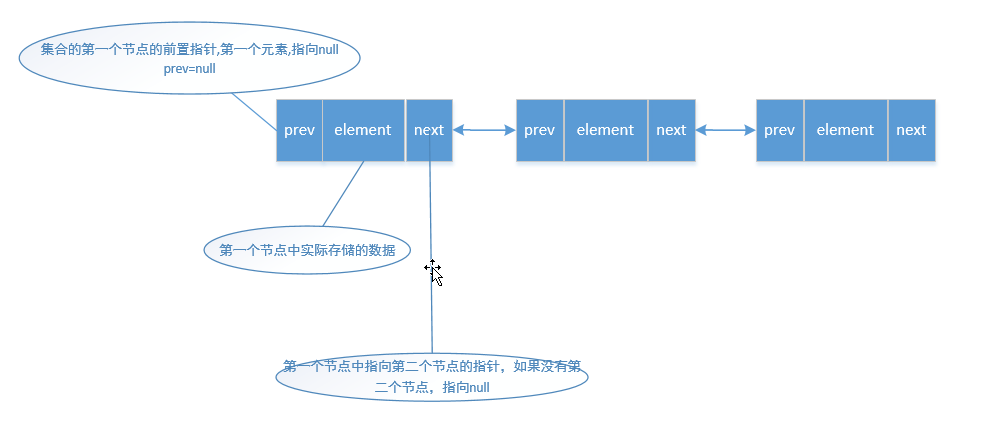 集合的第一个节点的前置指针,第一个元素,指向null
prev=null
prev element next prev element next prev element next
第一个节点中实际存储的数据
第一个节点中指向第二个节点的指针，如果没有第
二个节点，指向null